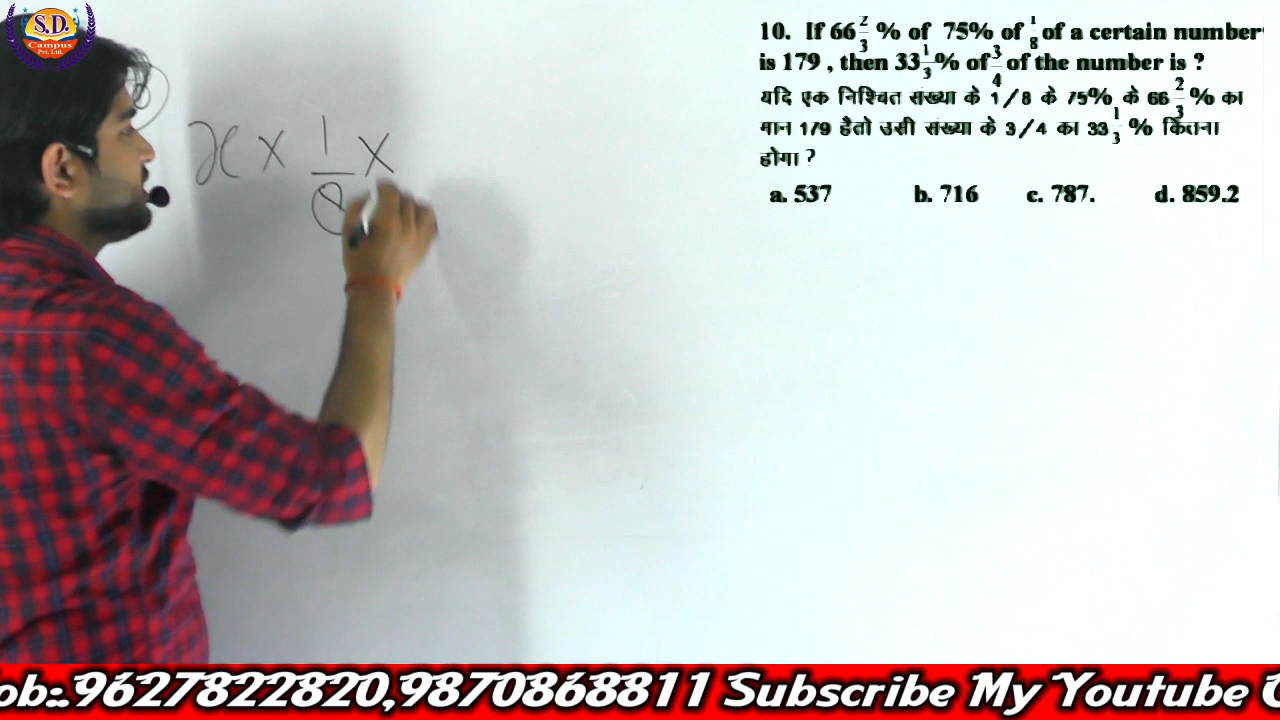 S.D.
Campus
Pvt. Ltd.
x × 1/8 ×
10. If 66 2/3 % of 75% of 1/8 of a certain number
is 179 , then 33 1/3 % of 3/4 of the number is ?
यदि एक निश्चित संख्या के 1/8 के 75% के 66 2/3 % का
मान 179 हैतो उसी संख्या के 3/4 का 33 1/3 % कितना
होगा ?
a. 537 b. 716 c. 787. d. 859.2
ob:.9627822820,9870868811 Subscribe My Youtube C